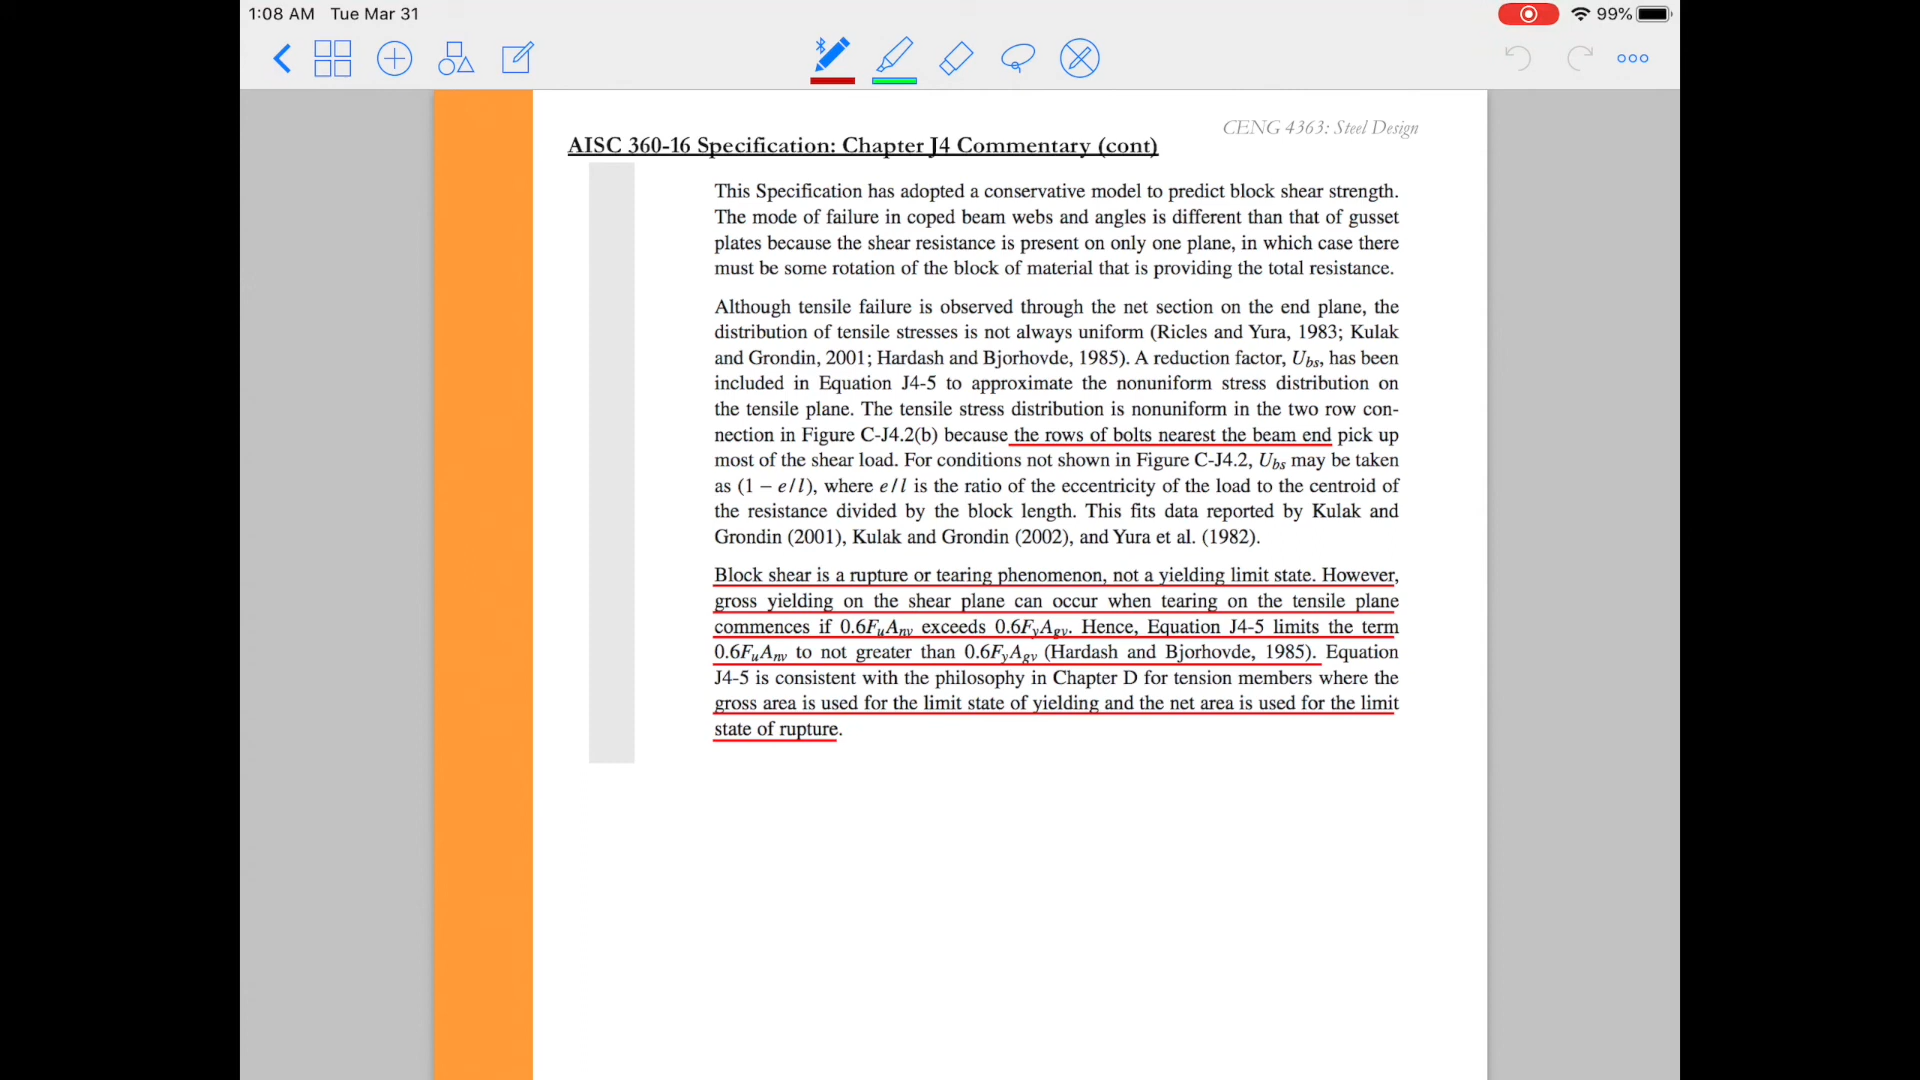 1:08 AM Tue Mar 31
99%
CENG 4363: Steel Design
AISC 360-16 Specification: Chapter J4 Commentary (cont)
This Specification has adopted a conservative model to predict block shear strength.
The mode of failure in coped beam webs and angles is different than that of gusset
plates because the shear resistance is present on only one plane, in which case there
must be some rotation of the block of material that is providing the total resistance.
Although tensile failure is observed through the net section on the end plane, the
distribution of tensile stresses is not always uniform (Ricles and Yura, 1983; Kulak
and Grondin, 2001; Hardash and Bjorhovde, 1985). A reduction factor, Ubs, has been
included in Equation J4-5 to approximate the nonuniform stress distribution on
the tensile plane. The tensile stress distribution is nonuniform in the two row con-
nection in Figure C-J4.2(b) because the rows of bolts nearest the beam end pick up
most of the shear load. For conditions not shown in Figure C-J4.2, Ubs may be taken
as (1 – e/l), where e/l is the ratio of the eccentricity of the load to the centroid of
the resistance divided by the block length. This fits data reported by Kulak and
Grondin (2001), Kulak and Grondin (2002), and Yura et al. (1982).
Block shear is a rupture or tearing phenomenon, not a yielding limit state. However,
gross yielding on the shear plane can occur when tearing on the tensile plane
commences if 0.6FuAnv exceeds 0.6FyAgv. Hence, Equation J4-5 limits the term
0.6FuAnv to not greater than 0.6FyAgv (Hardash and Bjorhovde, 1985). Equation
J4-5 is consistent with the philosophy in Chapter D for tension members where the
gross area is used for the limit state of yielding and the net area is used for the limit
state of rupture.